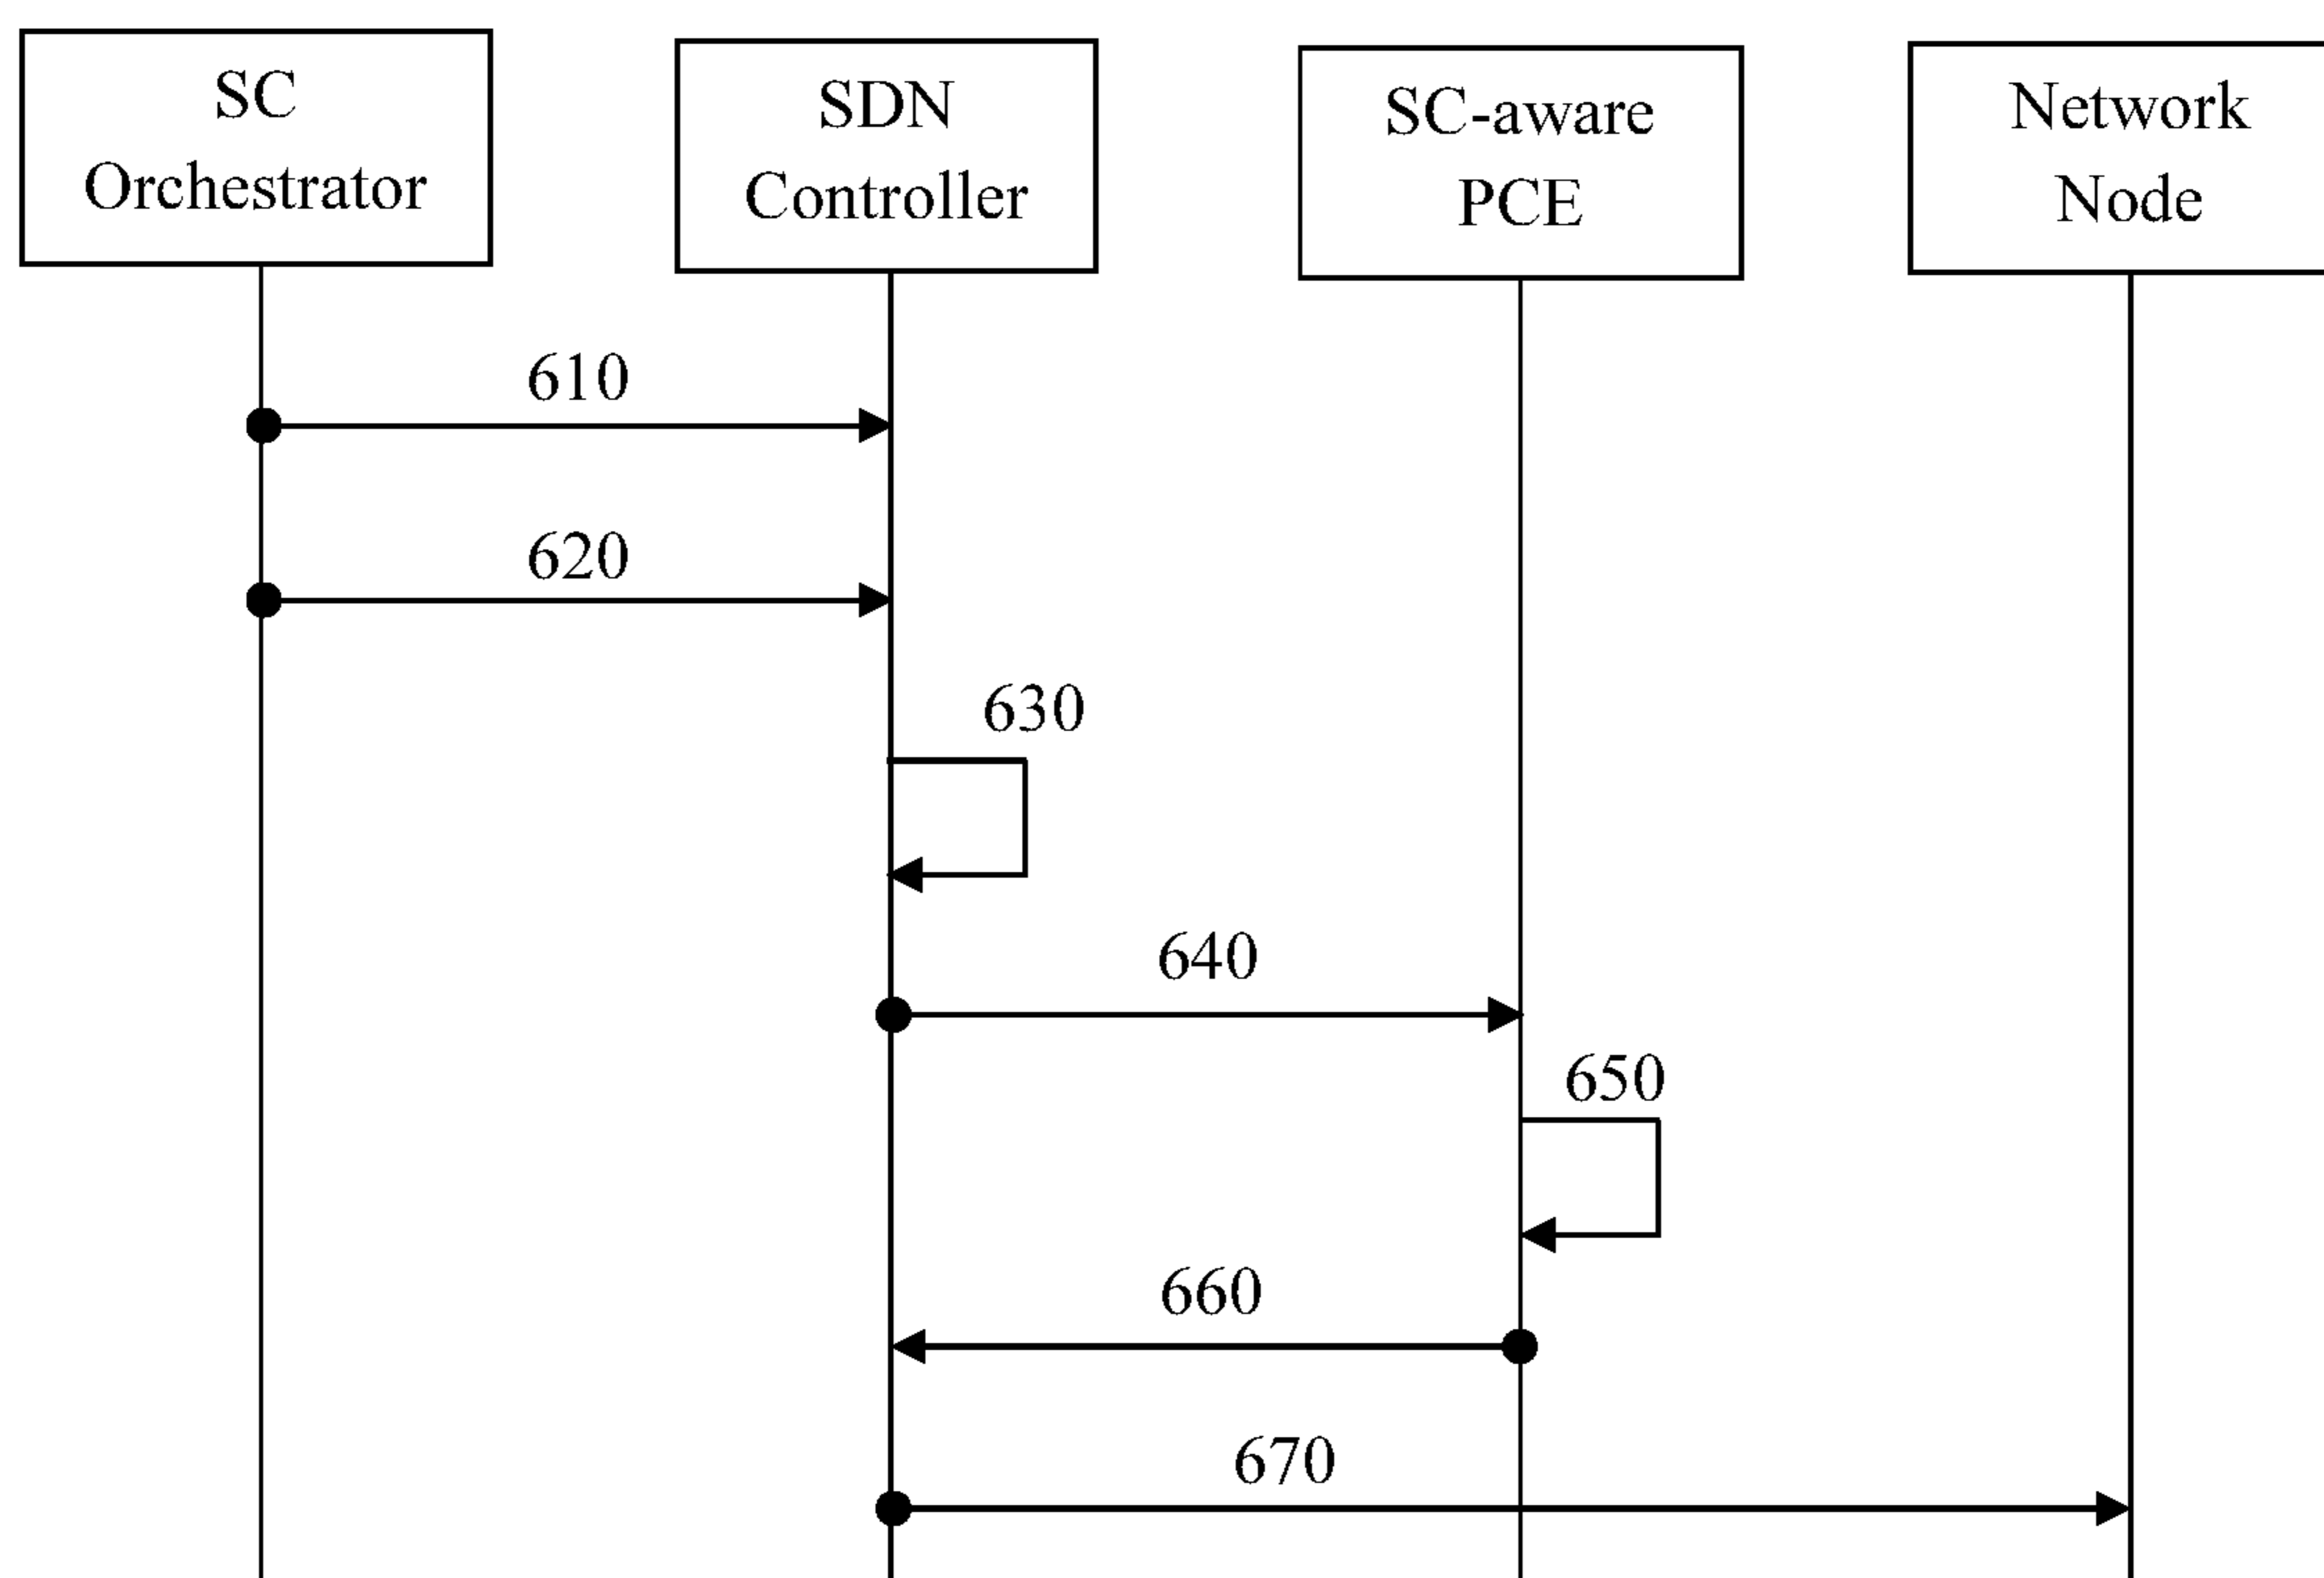 SC
Orchestrator
SDN
Controller
SC-aware
PCE
Network
Node
610
620
630
640
650
660
670